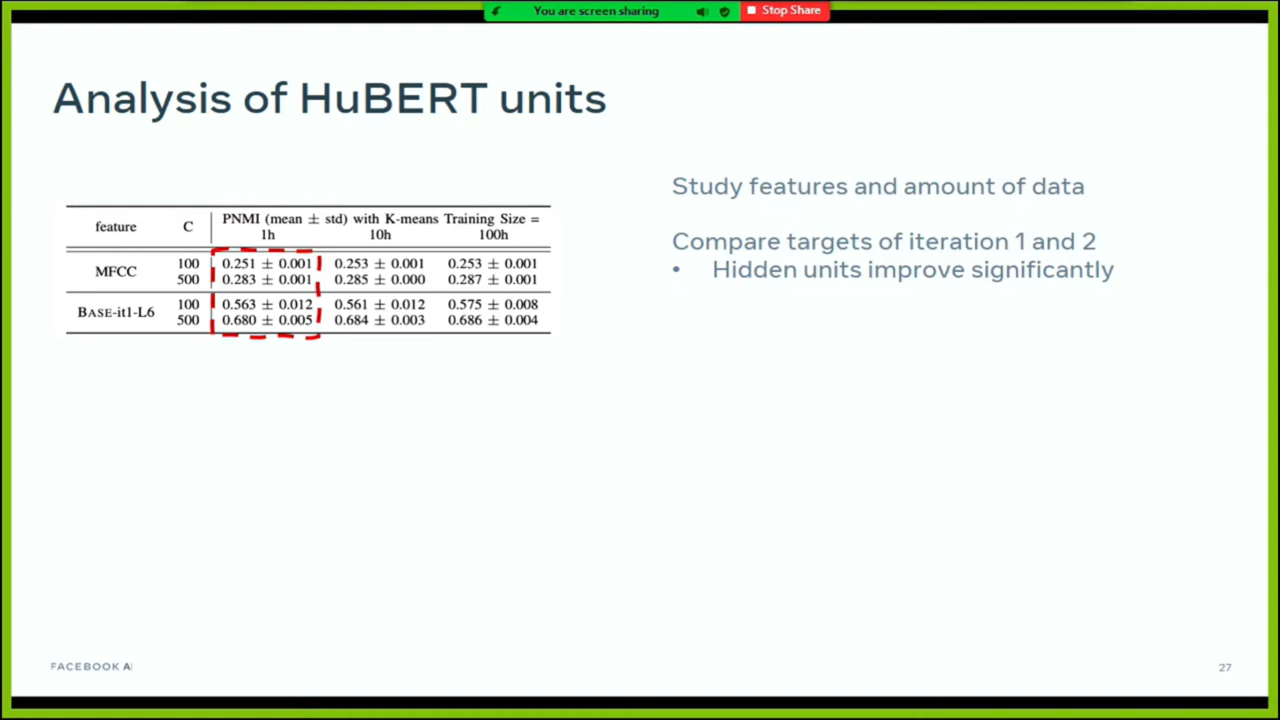 You are screen sharing
Stop Share
Analysis of HuBERT units
feature C PNMI (mean ± std) with K-means Training Size =
1h 10h 100h
MFCC
100 0.251 ± 0.001 0.253 ± 0.001 0.253 ± 0.001
500 0.283 ± 0.001 0.285 ± 0.000 0.287 ± 0.001
BASE-it1-L6
100 0.563 ± 0.012 0.561 ± 0.012 0.575 ± 0.008
500 0.680 ± 0.005 0.684 ± 0.003 0.686 ± 0.004
Study features and amount of data
Compare targets of iteration 1 and 2
• Hidden units improve significantly
FACEBOOK AI
27